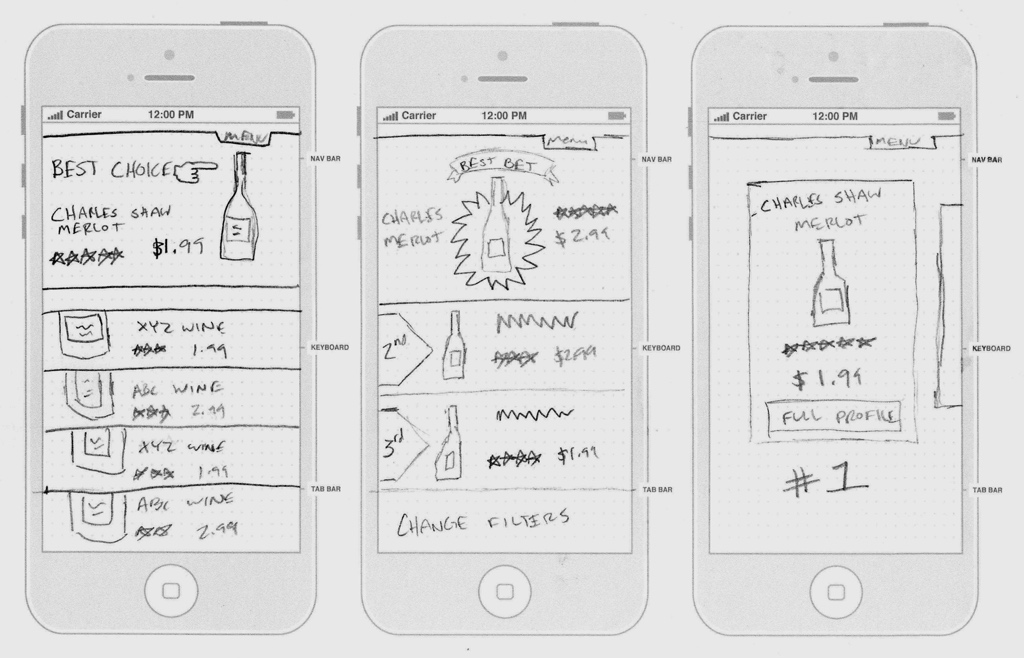 Carrier 12:00 PM
MENU
NAV BAR
BEST CHOICE
CHARLES SHAW
MERLOT
$1.99
XYZ WINE
1.99
KEYBOARD
ABC WINE
2.99
XYZ WINE
1.99
TAB BAR
ABC WINE
2.99
Carrier 12:00 PM
Menu
NAV BAR
BEST BET
CHARLES
MERLOT
$2.99
2nd
$2.99
KEYBOARD
3rd
$1.99
TAB BAR
CHANGE FILTERS
Carrier 12:00 PM
MENU
NAV BAR
CHARLES SHAW
MERLOT
KEYBOARD
$1.99
FULL PROFILE
#1
TAB BAR